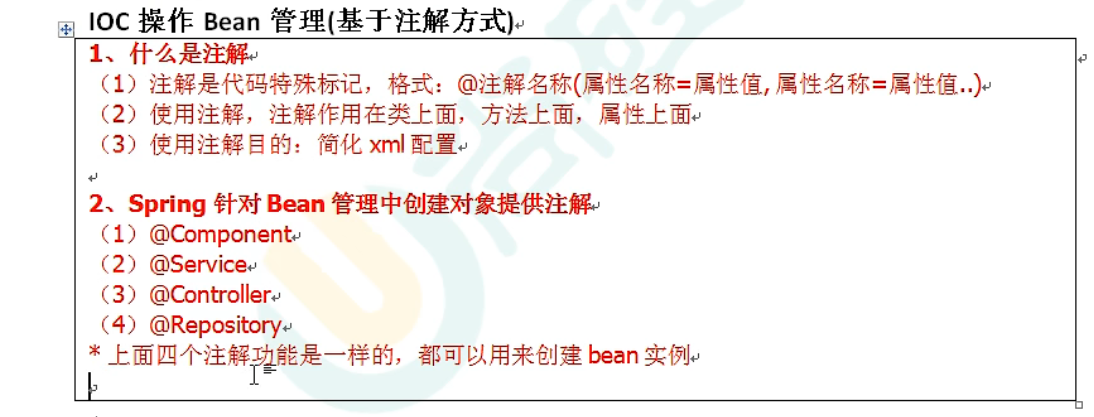 IOC 操作 Bean 管理(基于注解方式)
1、什么是注解
（1）注解是代码特殊标记，格式：@注解名称(属性名称=属性值, 属性名称=属性值..)
（2）使用注解，注解作用在类上面，方法上面，属性上面
（3）使用注解目的：简化 xml 配置
2、Spring 针对 Bean 管理中创建对象提供注解
（1）@Component
（2）@Service
（3）@Controller
（4）@Repository
* 上面四个注解功能是一样的，都可以用来创建 bean 实例